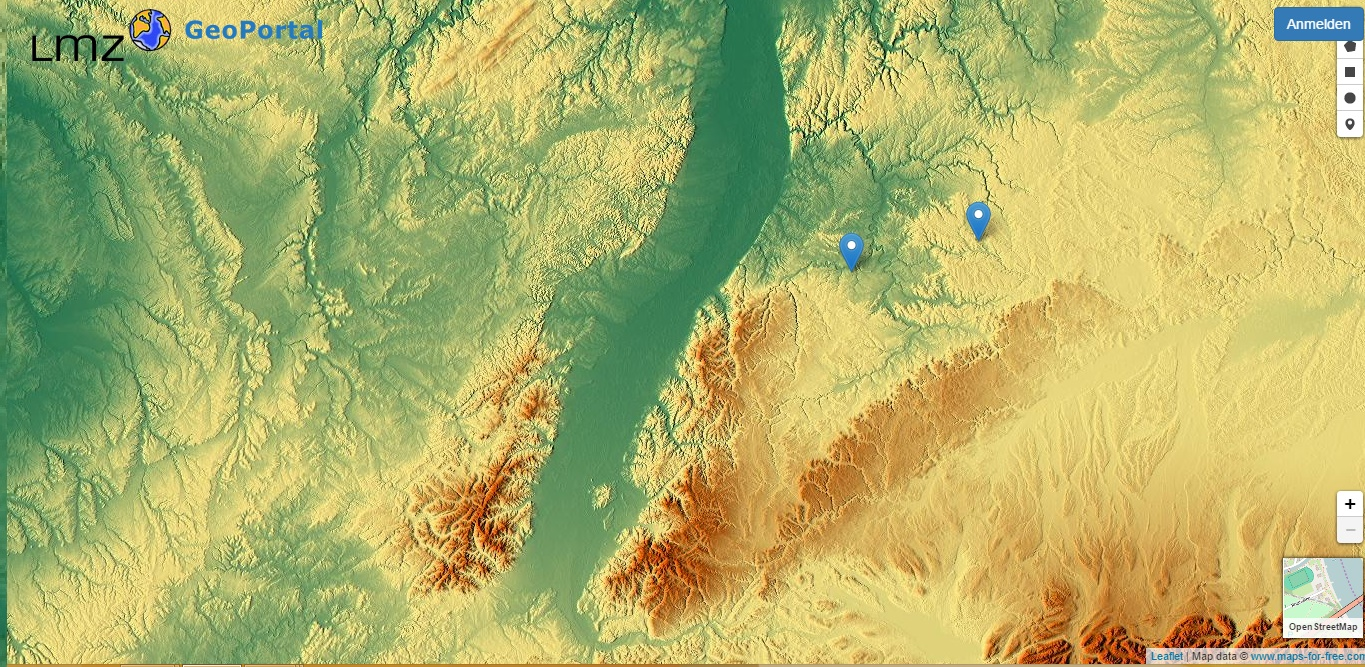 LMZ GeoPortal
Anmelden
+
−
OpenStreetMap
Leaflet | Map data © www.maps-for-free.com